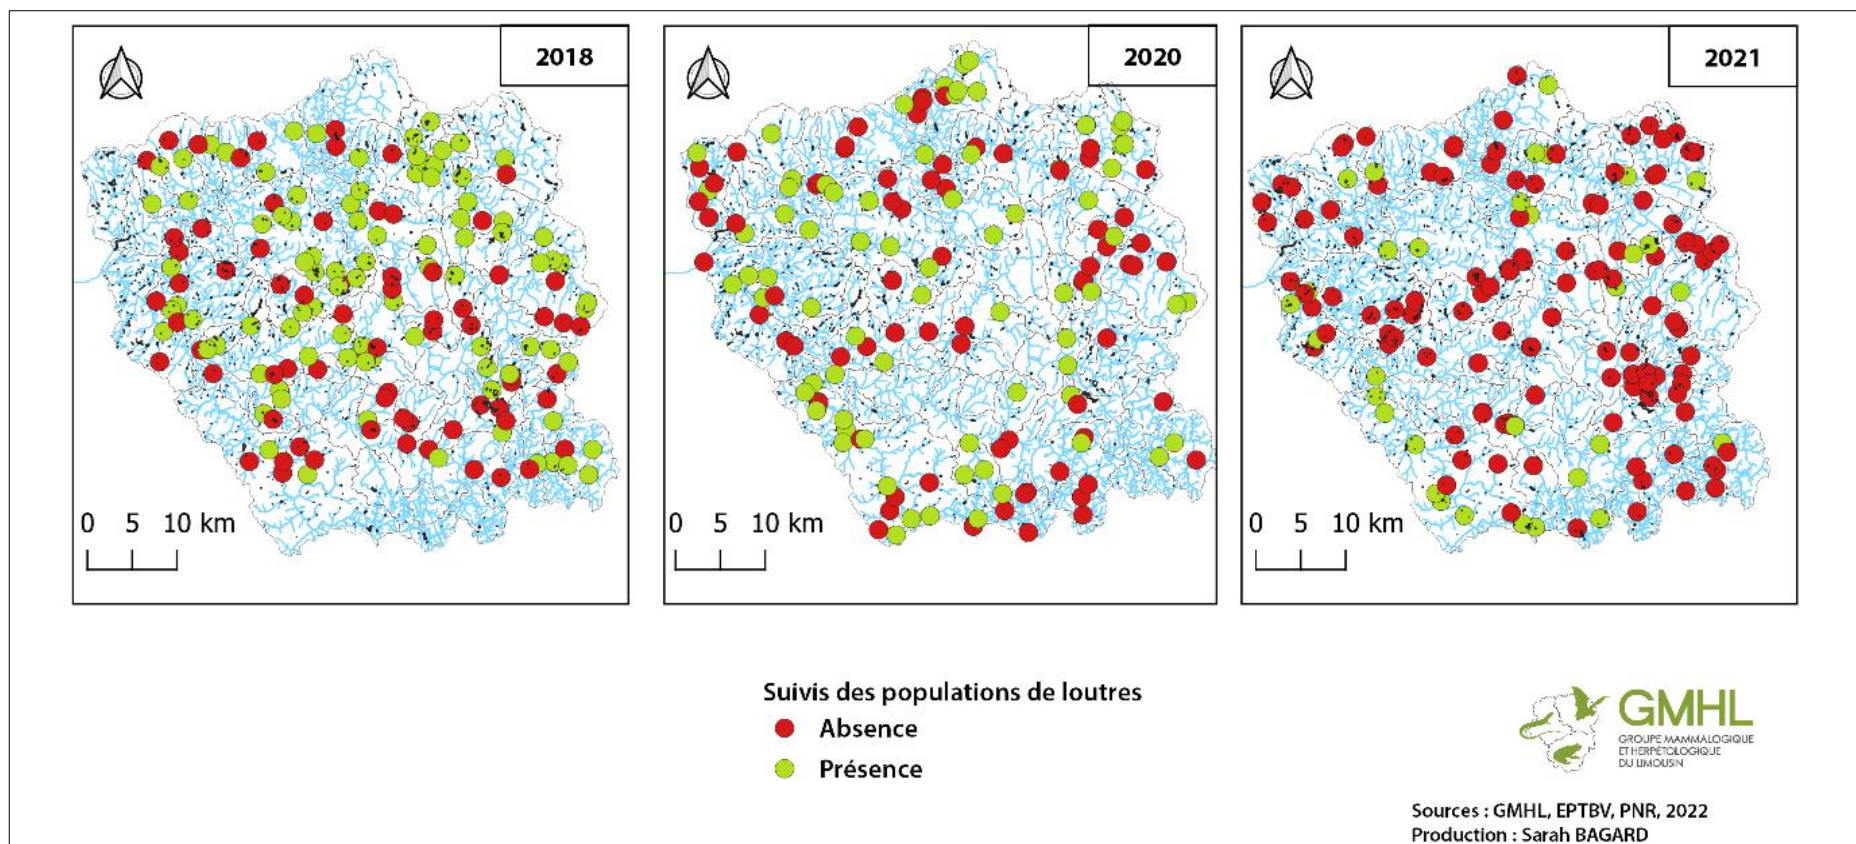 2018
2020
2021
0 5 10 km
0 5 10 km
0 5 10 km
Suivis des populations de loutres
Absence
Présence
GMHL
GROUPE MAMMALOGIQUE
ET HERPÉTOLOGIQUE
DU LIMOUSIN
Sources : GMHL, EPTBV, PNR, 2022
Production : Sarah BAGARD